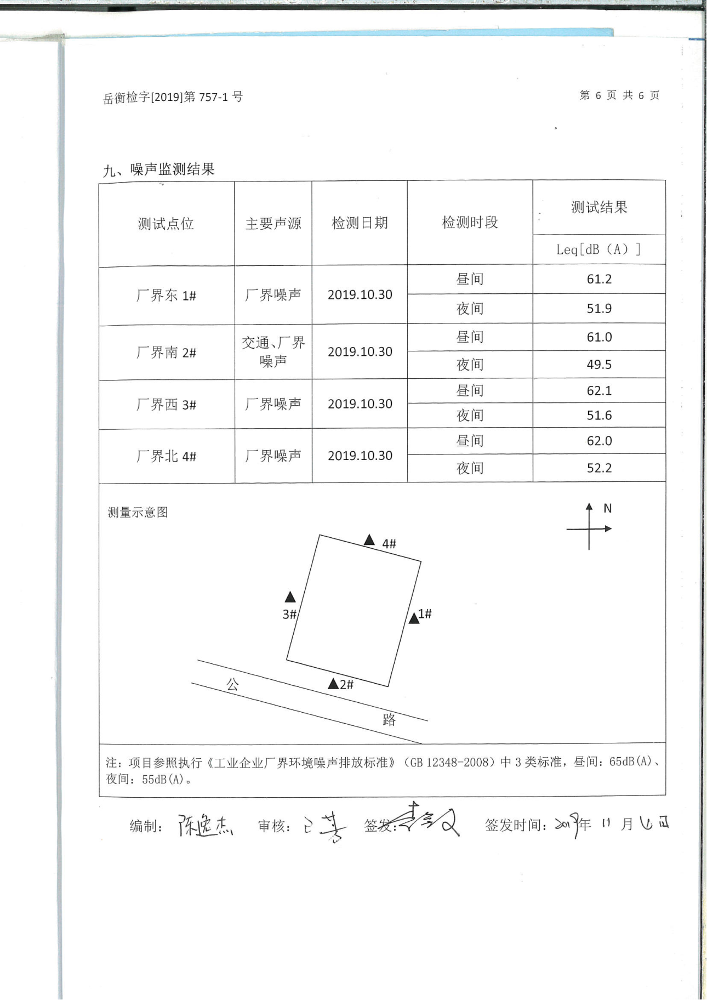 岳衡检字[2019]第 757-1 号
第 6 页 共 6 页
九、噪声监测结果
测试点位 主要声源 检测日期 检测时段 测试结果
Leq[dB（A）]
厂界东 1# 厂界噪声 2019.10.30 昼间 61.2
夜间 51.9
厂界南 2# 交通、厂界噪声 2019.10.30 昼间 61.0
夜间 49.5
厂界西 3# 厂界噪声 2019.10.30 昼间 62.1
夜间 51.6
厂界北 4# 厂界噪声 2019.10.30 昼间 62.0
夜间 52.2
测量示意图
N
4#
3#
1#
2#
公
路
注：项目参照执行《工业企业厂界环境噪声排放标准》（GB 12348-2008）中 3 类标准，昼间：65dB(A)、
夜间：55dB(A)。
编制：陈逸杰 审核： 签发： 签发时间：2019年 11 月 日